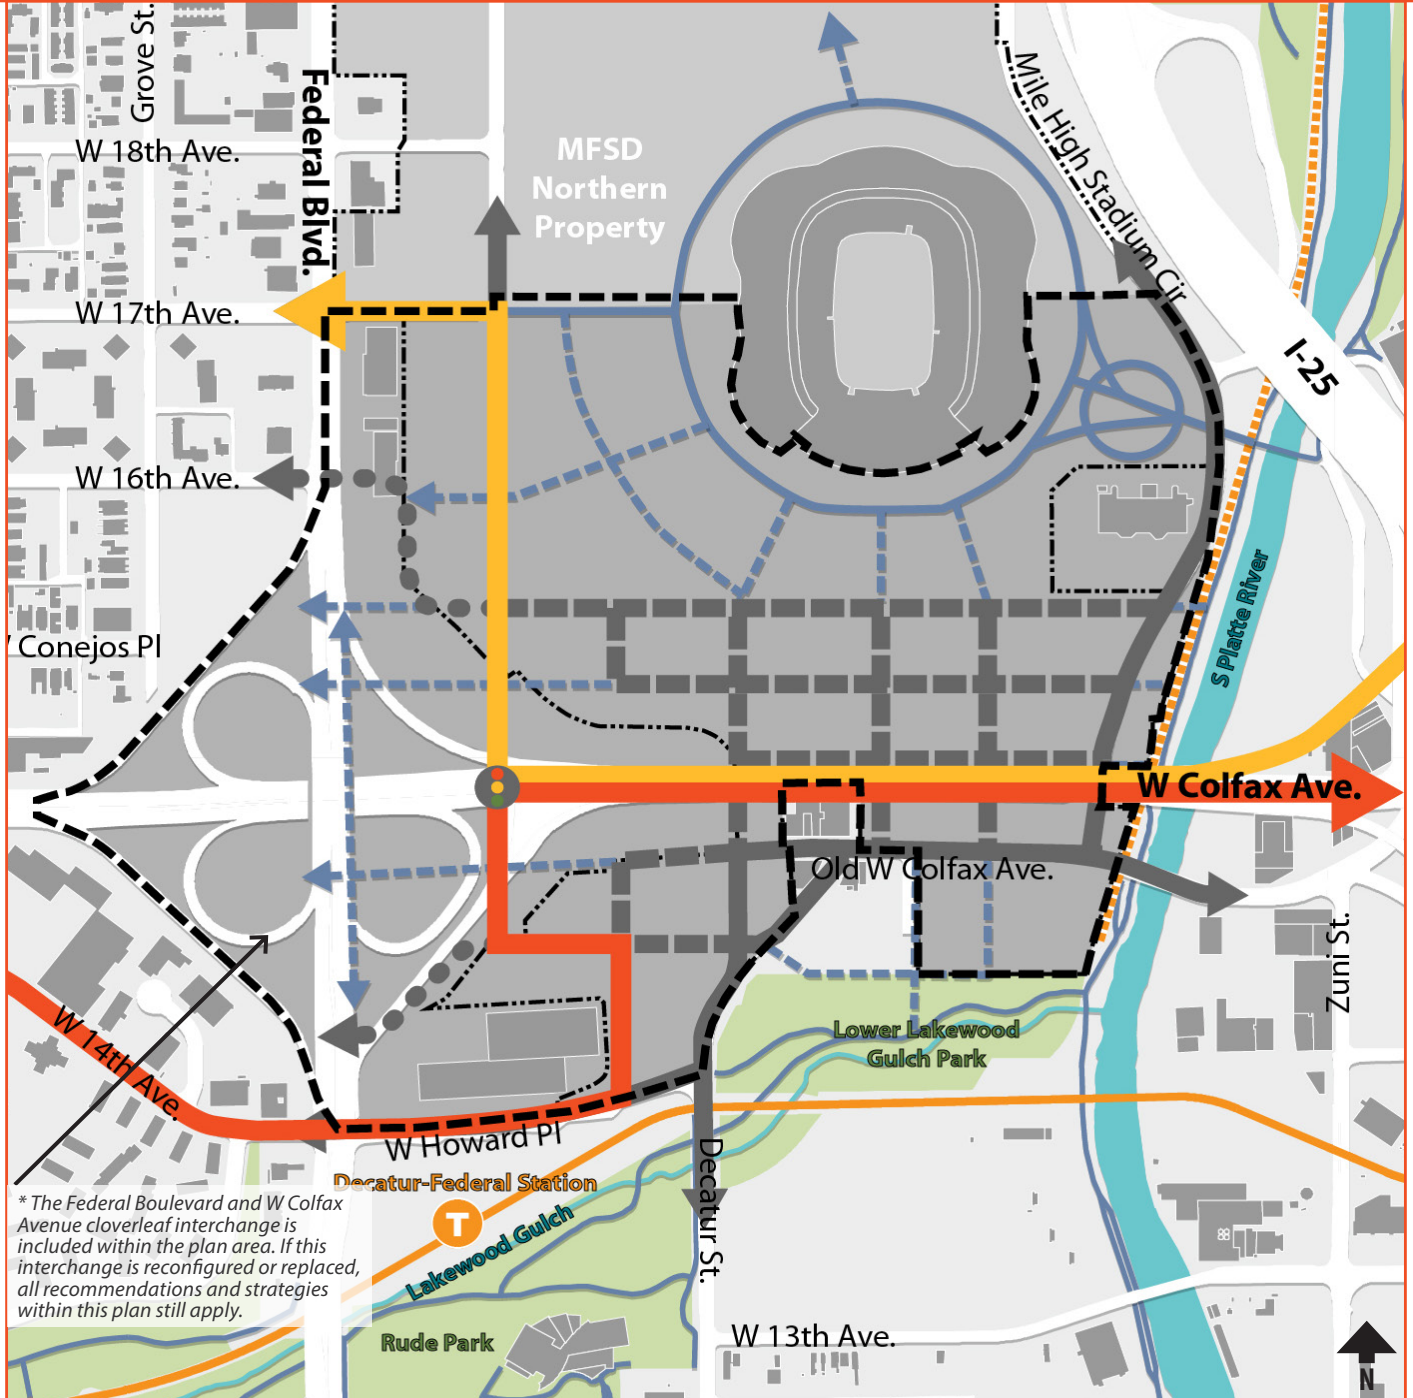 Grove St.
Federal Blvd.
W 18th Ave.
MFSD
Northern
Property
Mile High Stadium Cir
W 17th Ave.
I-25
W 16th Ave.
S Platte River
W Conejos Pl
W Colfax Ave.
Old W Colfax Ave.
Zuni St.
Lower Lakewood
Gulch Park
W 14th Ave.
W Howard Pl
Decatur St.
Decatur-Federal Station
T
Lakewood Gulch
* The Federal Boulevard and W Colfax
Avenue cloverleaf interchange is
included within the plan area. If this
interchange is reconfigured or replaced,
all recommendations and strategies
within this plan still apply.
Rude Park
W 13th Ave.
N